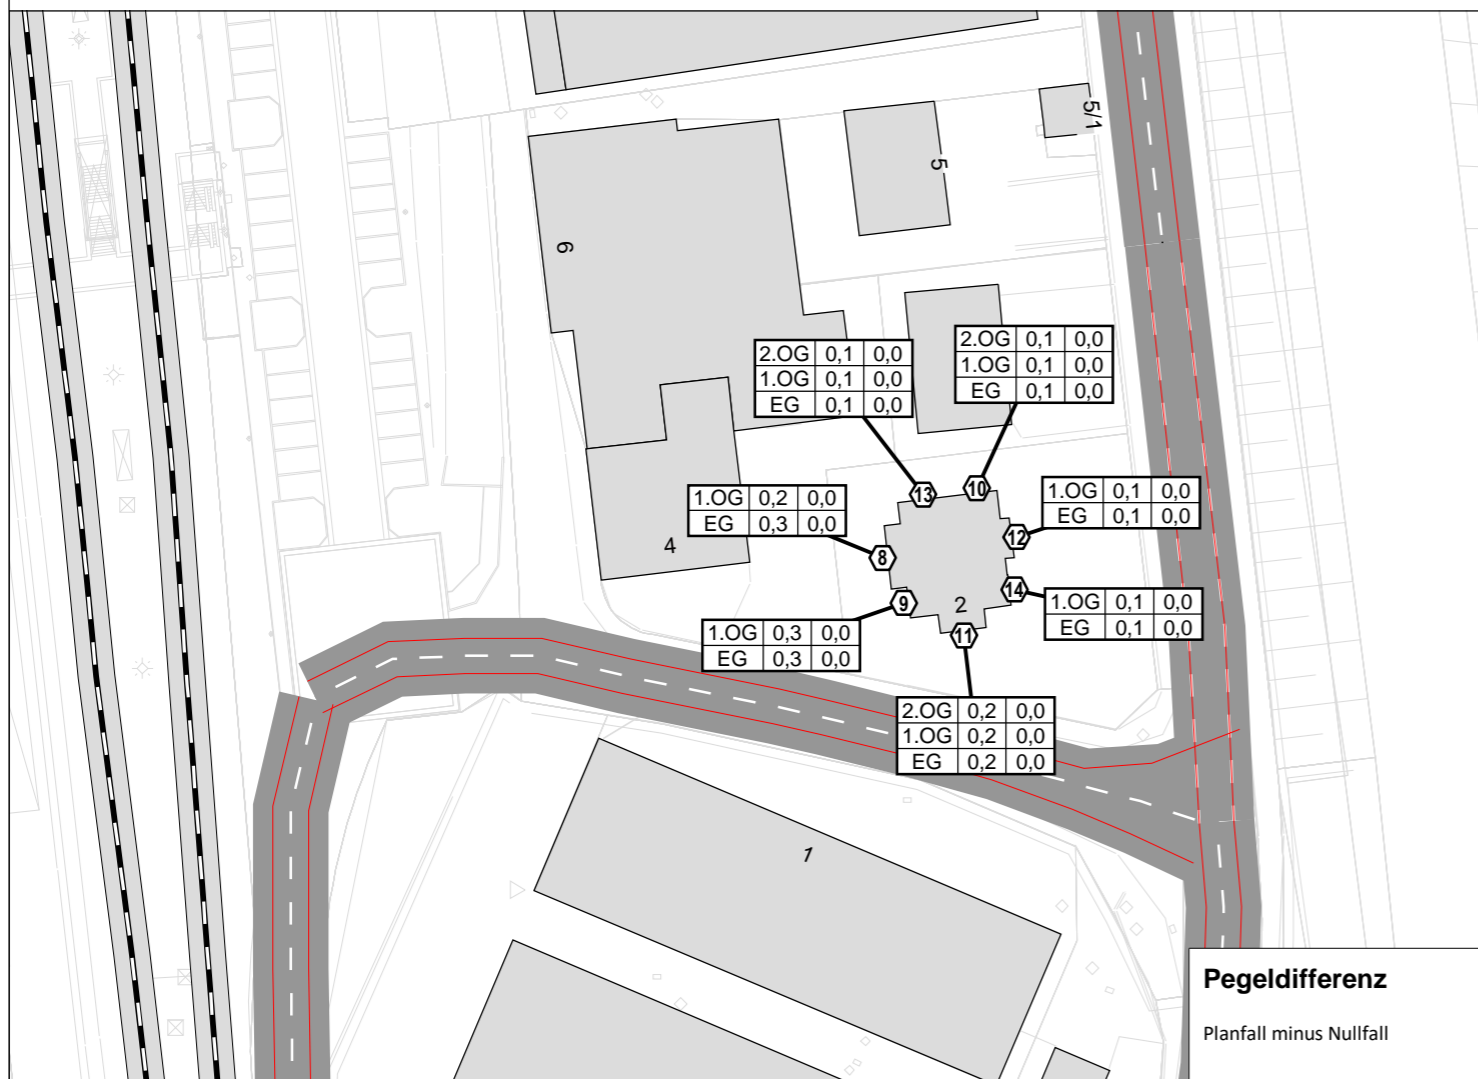 5/1
5
6
2.OG 0,1 0,0
1.OG 0,1 0,0
EG 0,1 0,0
2.OG 0,1 0,0
1.OG 0,1 0,0
EG 0,1 0,0
13
10
1.OG 0,2 0,0
EG 0,3 0,0
1.OG 0,1 0,0
EG 0,1 0,0
12
4
8
14
1.OG 0,1 0,0
EG 0,1 0,0
9
2
11
1.OG 0,3 0,0
EG 0,3 0,0
2.OG 0,2 0,0
1.OG 0,2 0,0
EG 0,2 0,0
1
Pegeldifferenz
Planfall minus Nullfall